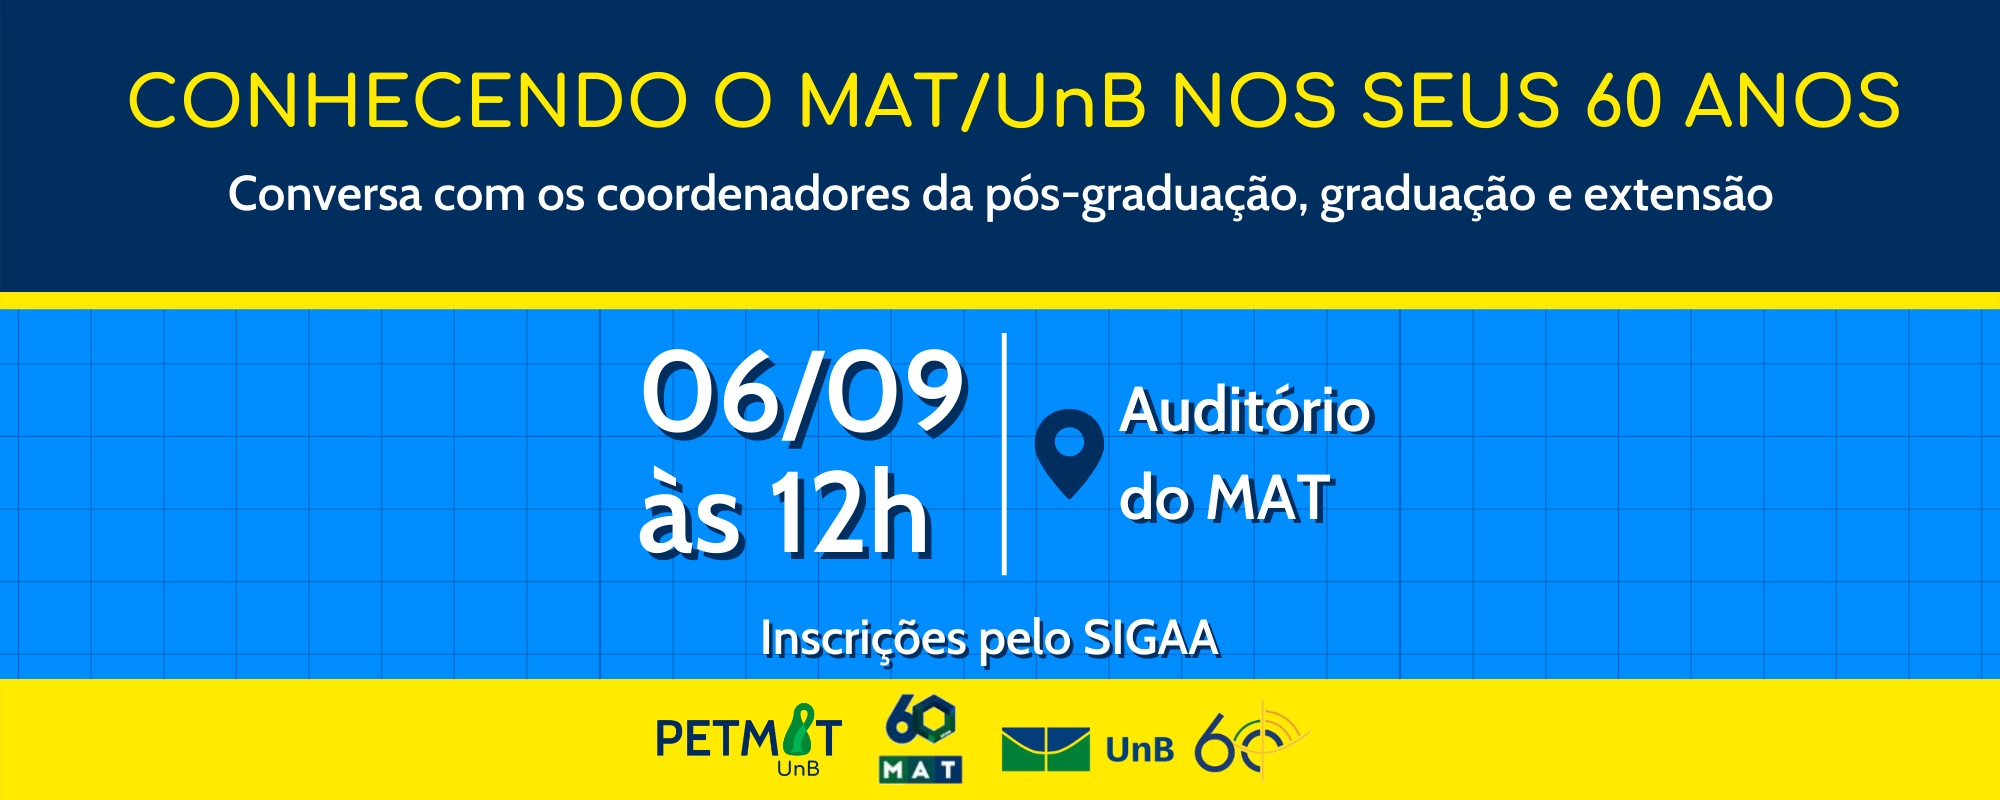 CONHECENDO O MAT/UnB NOS SEUS 60 ANOS
Conversa com os coordenadores da pós-graduação, graduação e extensão
06/09
às 12h
Auditório
do MAT
Inscrições pelo SIGAA
PETMAT
UnB
60
MAT
UnB
60